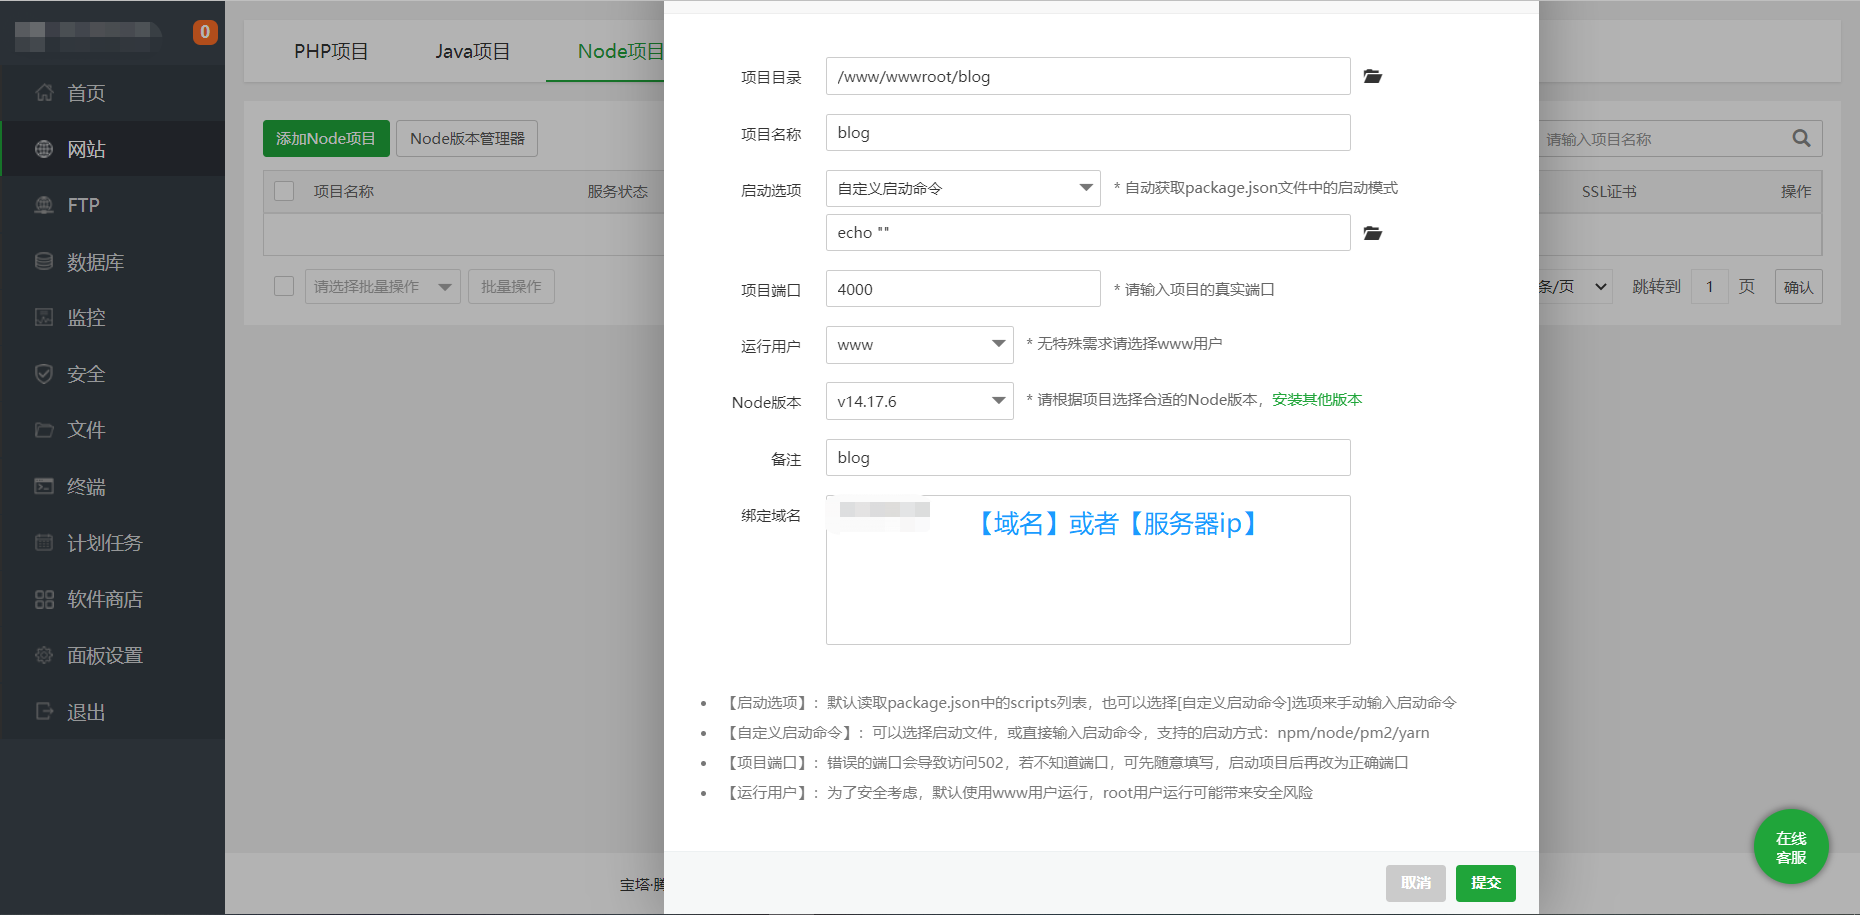 0
首页
网站
FTP
数据库
监控
安全
文件
终端
计划任务
软件商店
面板设置
退出
PHP项目 Java项目 Node项目
添加Node项目 Node版本管理器 请输入项目名称
项目名称 服务状态 SSL证书 操作
请选择批量操作 批量操作 条/页 跳转到 1 页 确认
项目目录 /www/wwwroot/blog
项目名称 blog
启动选项 自定义启动命令 * 自动获取package.json文件中的启动模式
echo ""
项目端口 4000 * 请输入项目的真实端口
运行用户 www * 无特殊需求请选择www用户
Node版本 v14.17.6 * 请根据项目选择合适的Node版本，安装其他版本
备注 blog
绑定域名 【域名】或者【服务器ip】
• 【启动选项】：默认读取package.json中的scripts列表，也可以选择[自定义启动命令]选项来手动输入启动命令
• 【自定义启动命令】：可以选择启动文件，或直接输入启动命令，支持的启动方式：npm/node/pm2/yarn
• 【项目端口】：错误的端口会导致访问502，若不知道端口，可先随意填写，启动项目后再改为正确端口
• 【运行用户】：为了安全考虑，默认使用www用户运行，root用户运行可能带来安全风险
在线
客服
宝塔·腾
取消 提交